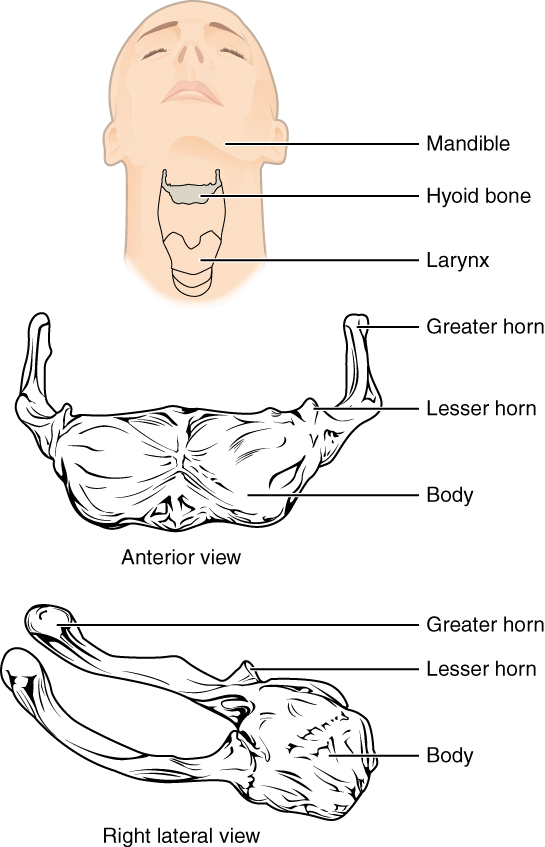 Mandible
Hyoid bone
Larynx
Greater horn
Lesser horn
Body
Anterior view
Greater horn
Lesser horn
Body
Right lateral view